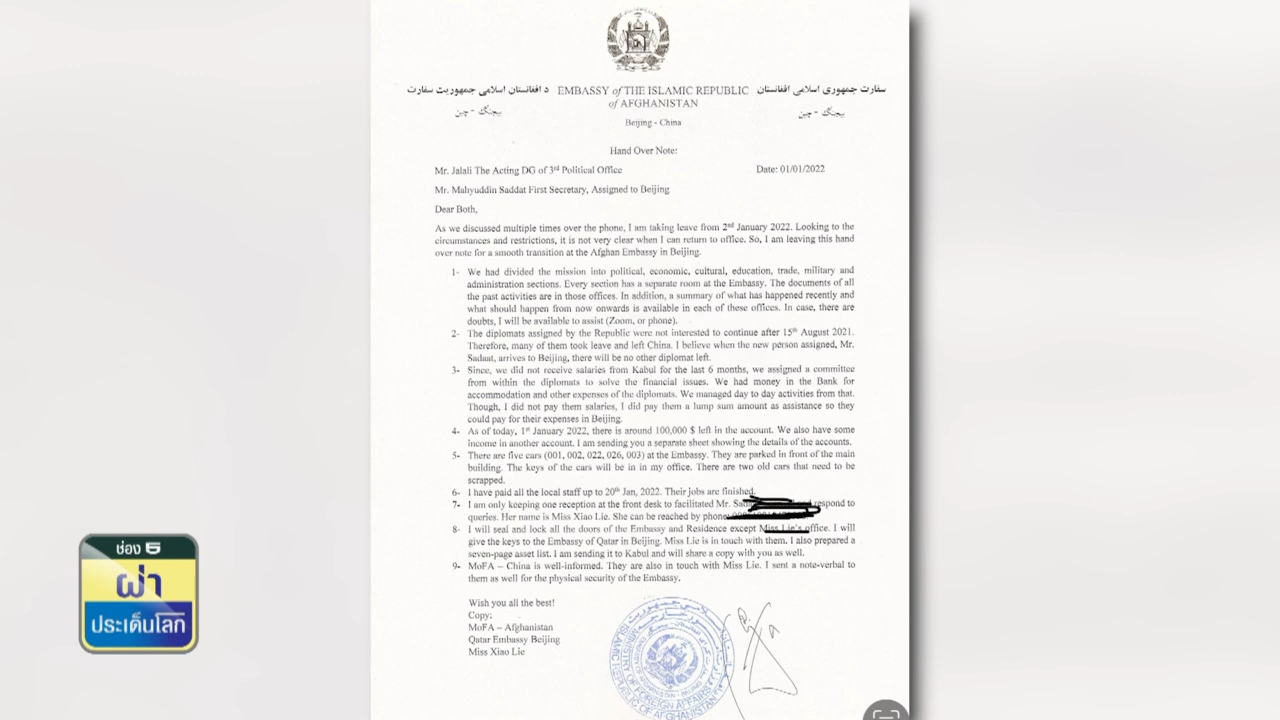 د افغانستان اسلامي جمهوریت سفارت
بیجنګ - چین
EMBASSY of THE ISLAMIC REPUBLIC
of AFGHANISTAN
Beijing - China
سفارت جمهوری اسلامی افغانستان
بیجنگ - چین
Hand Over Note:
Mr. Jalali The Acting DG of 3rd Political Office Date: 01/01/2022
Mr. Mahyuddin Saddat First Secretary, Assigned to Beijing
Dear Both,
As we discussed multiple times over the phone, I am taking leave from 2nd January 2022. Looking to the
circumstances and restrictions, it is not very clear when I can return to office. So, I am leaving this hand
over note for a smooth transition at the Afghan Embassy in Beijing.
1- We had divided the mission into political, economic, cultural, education, trade, military and
administration sections. Every section has a separate room at the Embassy. The documents of all
the past activities are in those offices. In addition, a summary of what has happened recently and
what should happen from now onwards is available in each of these offices. In case, there are
doubts, I will be available to assist (Zoom, or phone).
2- The diplomats assigned by the Republic were not interested to continue after 15th August 2021.
Therefore, many of them took leave and left China. I believe when the new person assigned, Mr.
Sadaat, arrives to Beijing, there will be no other diplomat left.
3- Since, we did not receive salaries from Kabul for the last 6 months, we assigned a committee
from within the diplomats to solve the financial issues. We had money in the Bank for
accommodation and other expenses of the diplomats. We managed day to day activities from that.
Though, I did not pay them salaries, I did pay them a lump sum amount as assistance so they
could pay for their expenses in Beijing.
4- As of today, 1st January 2022, there is around 100,000 $ left in the account. We also have some
income in another account. I am sending you a separate sheet showing the details of the accounts.
5- There are five cars (001, 002, 022, 026, 003) at the Embassy. They are parked in front of the main
building. The keys of the cars will be in in my office. There are two old cars that need to be
scrapped.
6- I have paid all the local staff up to 20th Jan, 2022. Their jobs are finished.
7- I am only keeping one reception at the front desk to facilitated Mr. respond to
queries. Her name is Miss Xiao Lie. She can be reached by phone:
8- I will seal and lock all the doors of the Embassy and Residence except Miss Lie's office. I will
give the keys to the Embassy of Qatar in Beijing. Miss Lie is in touch with them. I also prepared a
seven-page asset list. I am sending it to Kabul and will share a copy with you as well.
9- MoFA – China is well-informed. They are also in touch with Miss Lie. I sent a note-verbal to
them as well for the physical security of the Embassy.
Wish you all the best!
Copy:
MoFA – Afghanistan
Qatar Embassy Beijing
Miss Xiao Lie
ISLAMIC REPUBLIC OF AFGHANISTAN
MINISTRY OF FOREIGN AFFAIRS
ช่อง 5
ฝ่า
ประเด็นโลก